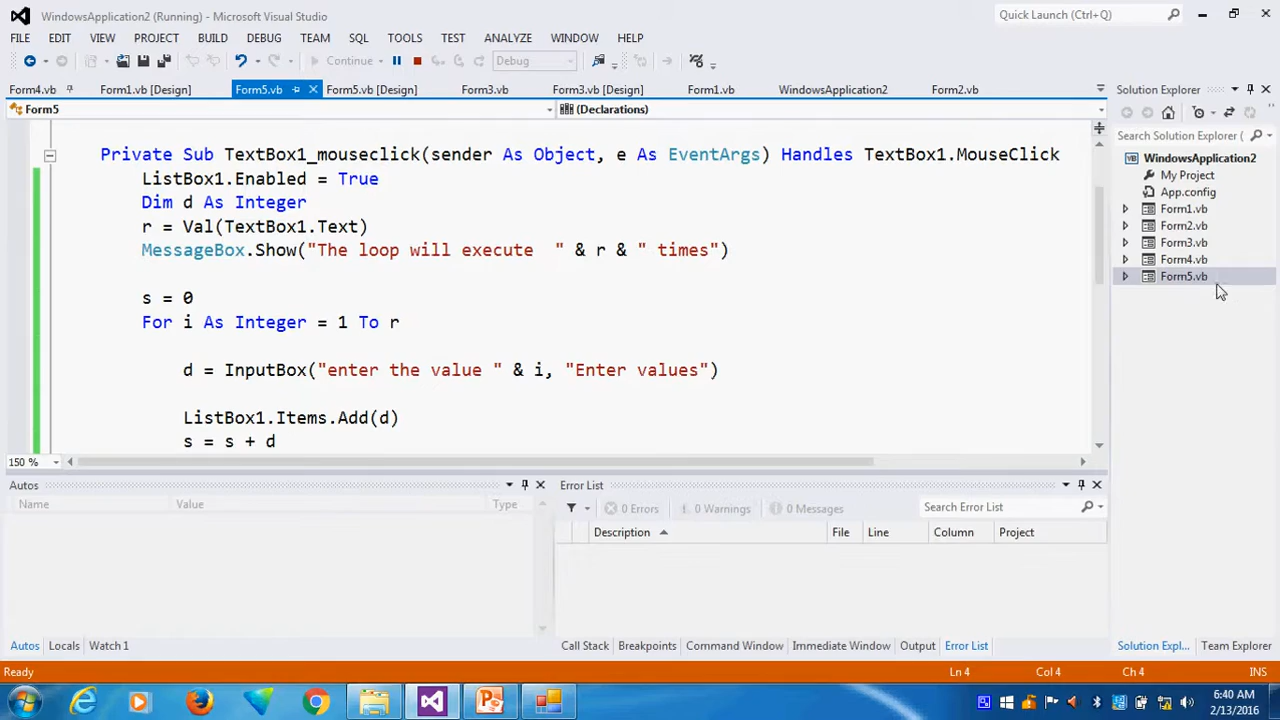 WindowsApplication2 (Running) - Microsoft Visual Studio
Quick Launch (Ctrl+Q)
FILE EDIT VIEW PROJECT BUILD DEBUG TEAM SQL TOOLS TEST ANALYZE WINDOW HELP
Continue Debug
Form4.vb Form1.vb [Design] Form5.vb Form5.vb [Design] Form3.vb Form3.vb [Design] Form1.vb WindowsApplication2 Form2.vb
Form5 (Declarations)
Private Sub TextBox1_mouseclick(sender As Object, e As EventArgs) Handles TextBox1.MouseClick
ListBox1.Enabled = True
Dim d As Integer
r = Val(TextBox1.Text)
MessageBox.Show("The loop will execute  " & r & " times")
s = 0
For i As Integer = 1 To r
d = InputBox("enter the value " & i, "Enter values")
ListBox1.Items.Add(d)
s = s + d
150 %
Solution Explorer
Search Solution Explorer (
WindowsApplication2
My Project
App.config
Form1.vb
Form2.vb
Form3.vb
Form4.vb
Form5.vb
Autos
Name Value Type
Error List
0 Errors 0 Warnings 0 Messages Search Error List
Description File Line Column Project
Autos Locals Watch 1
Call Stack Breakpoints Command Window Immediate Window Output Error List
Solution Expl... Team Explorer
Ready Ln 4 Col 4 Ch 4 INS
6:40 AM
2/13/2016